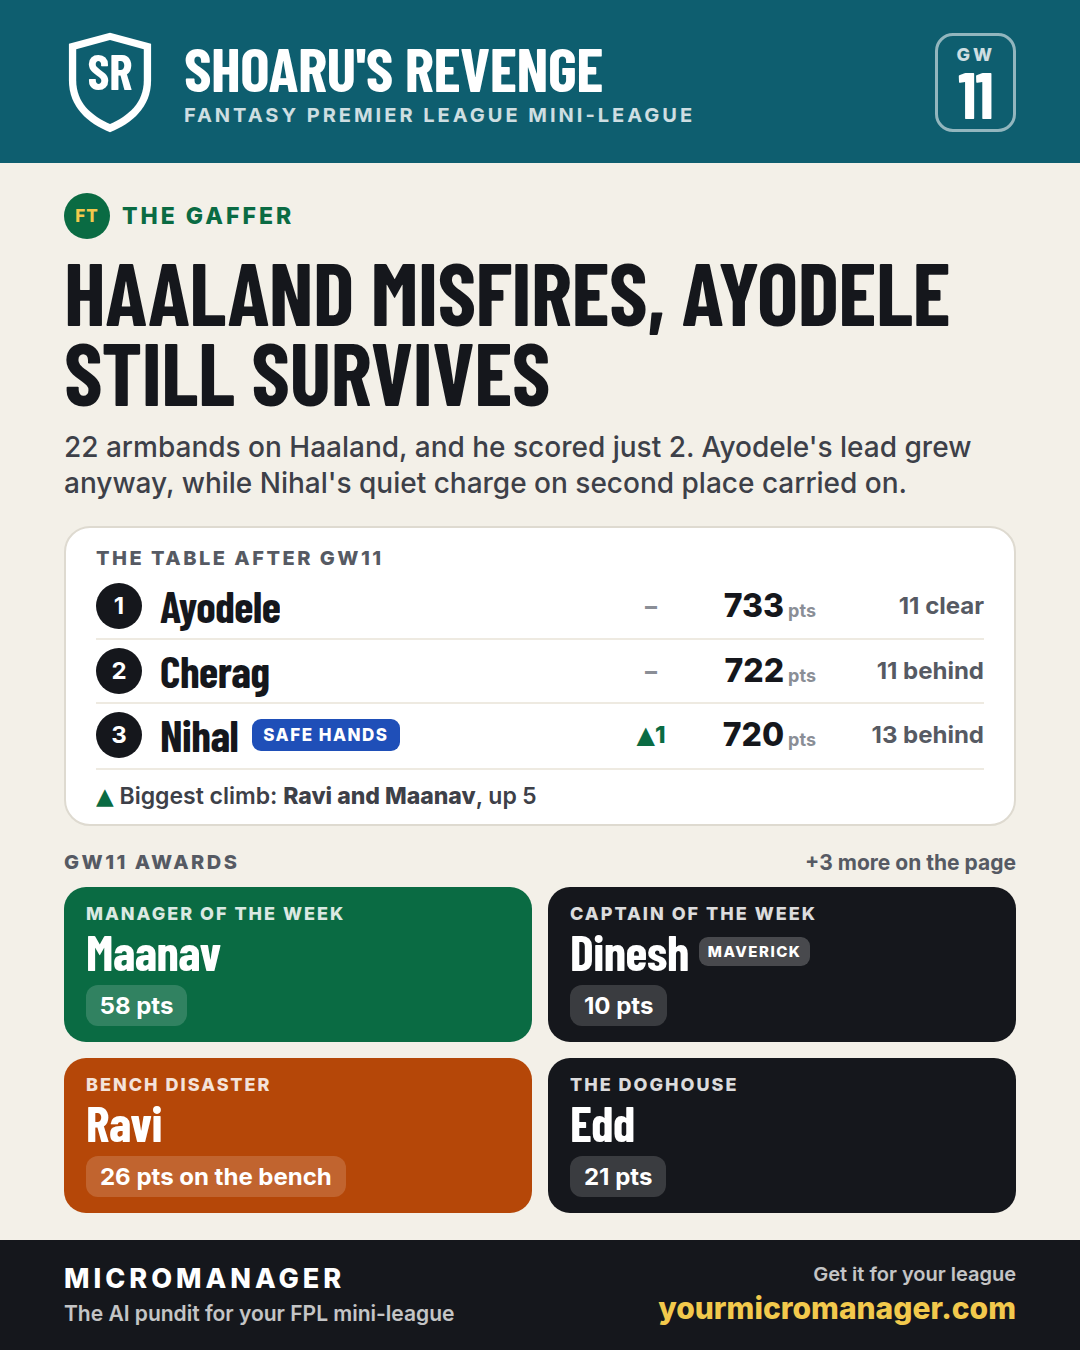 SR
SHOARU'S REVENGE
FANTASY PREMIER LEAGUE MINI-LEAGUE
GW
11
FT
THE GAFFER
HAALAND MISFIRES, AYODELE
STILL SURVIVES
22 armbands on Haaland, and he scored just 2. Ayodele's lead grew
anyway, while Nihal's quiet charge on second place carried on.
THE TABLE AFTER GW11
1 Ayodele – 733 pts 11 clear
2 Cherag – 722 pts 11 behind
3 Nihal SAFE HANDS ▲1 720 pts 13 behind
▲ Biggest climb: Ravi and Maanav, up 5
GW11 AWARDS +3 more on the page
MANAGER OF THE WEEK
Maanav
58 pts
CAPTAIN OF THE WEEK
Dinesh MAVERICK
10 pts
BENCH DISASTER
Ravi
26 pts on the bench
THE DOGHOUSE
Edd
21 pts
MICROMANAGER
The AI pundit for your FPL mini-league
Get it for your league
yourmicromanager.com